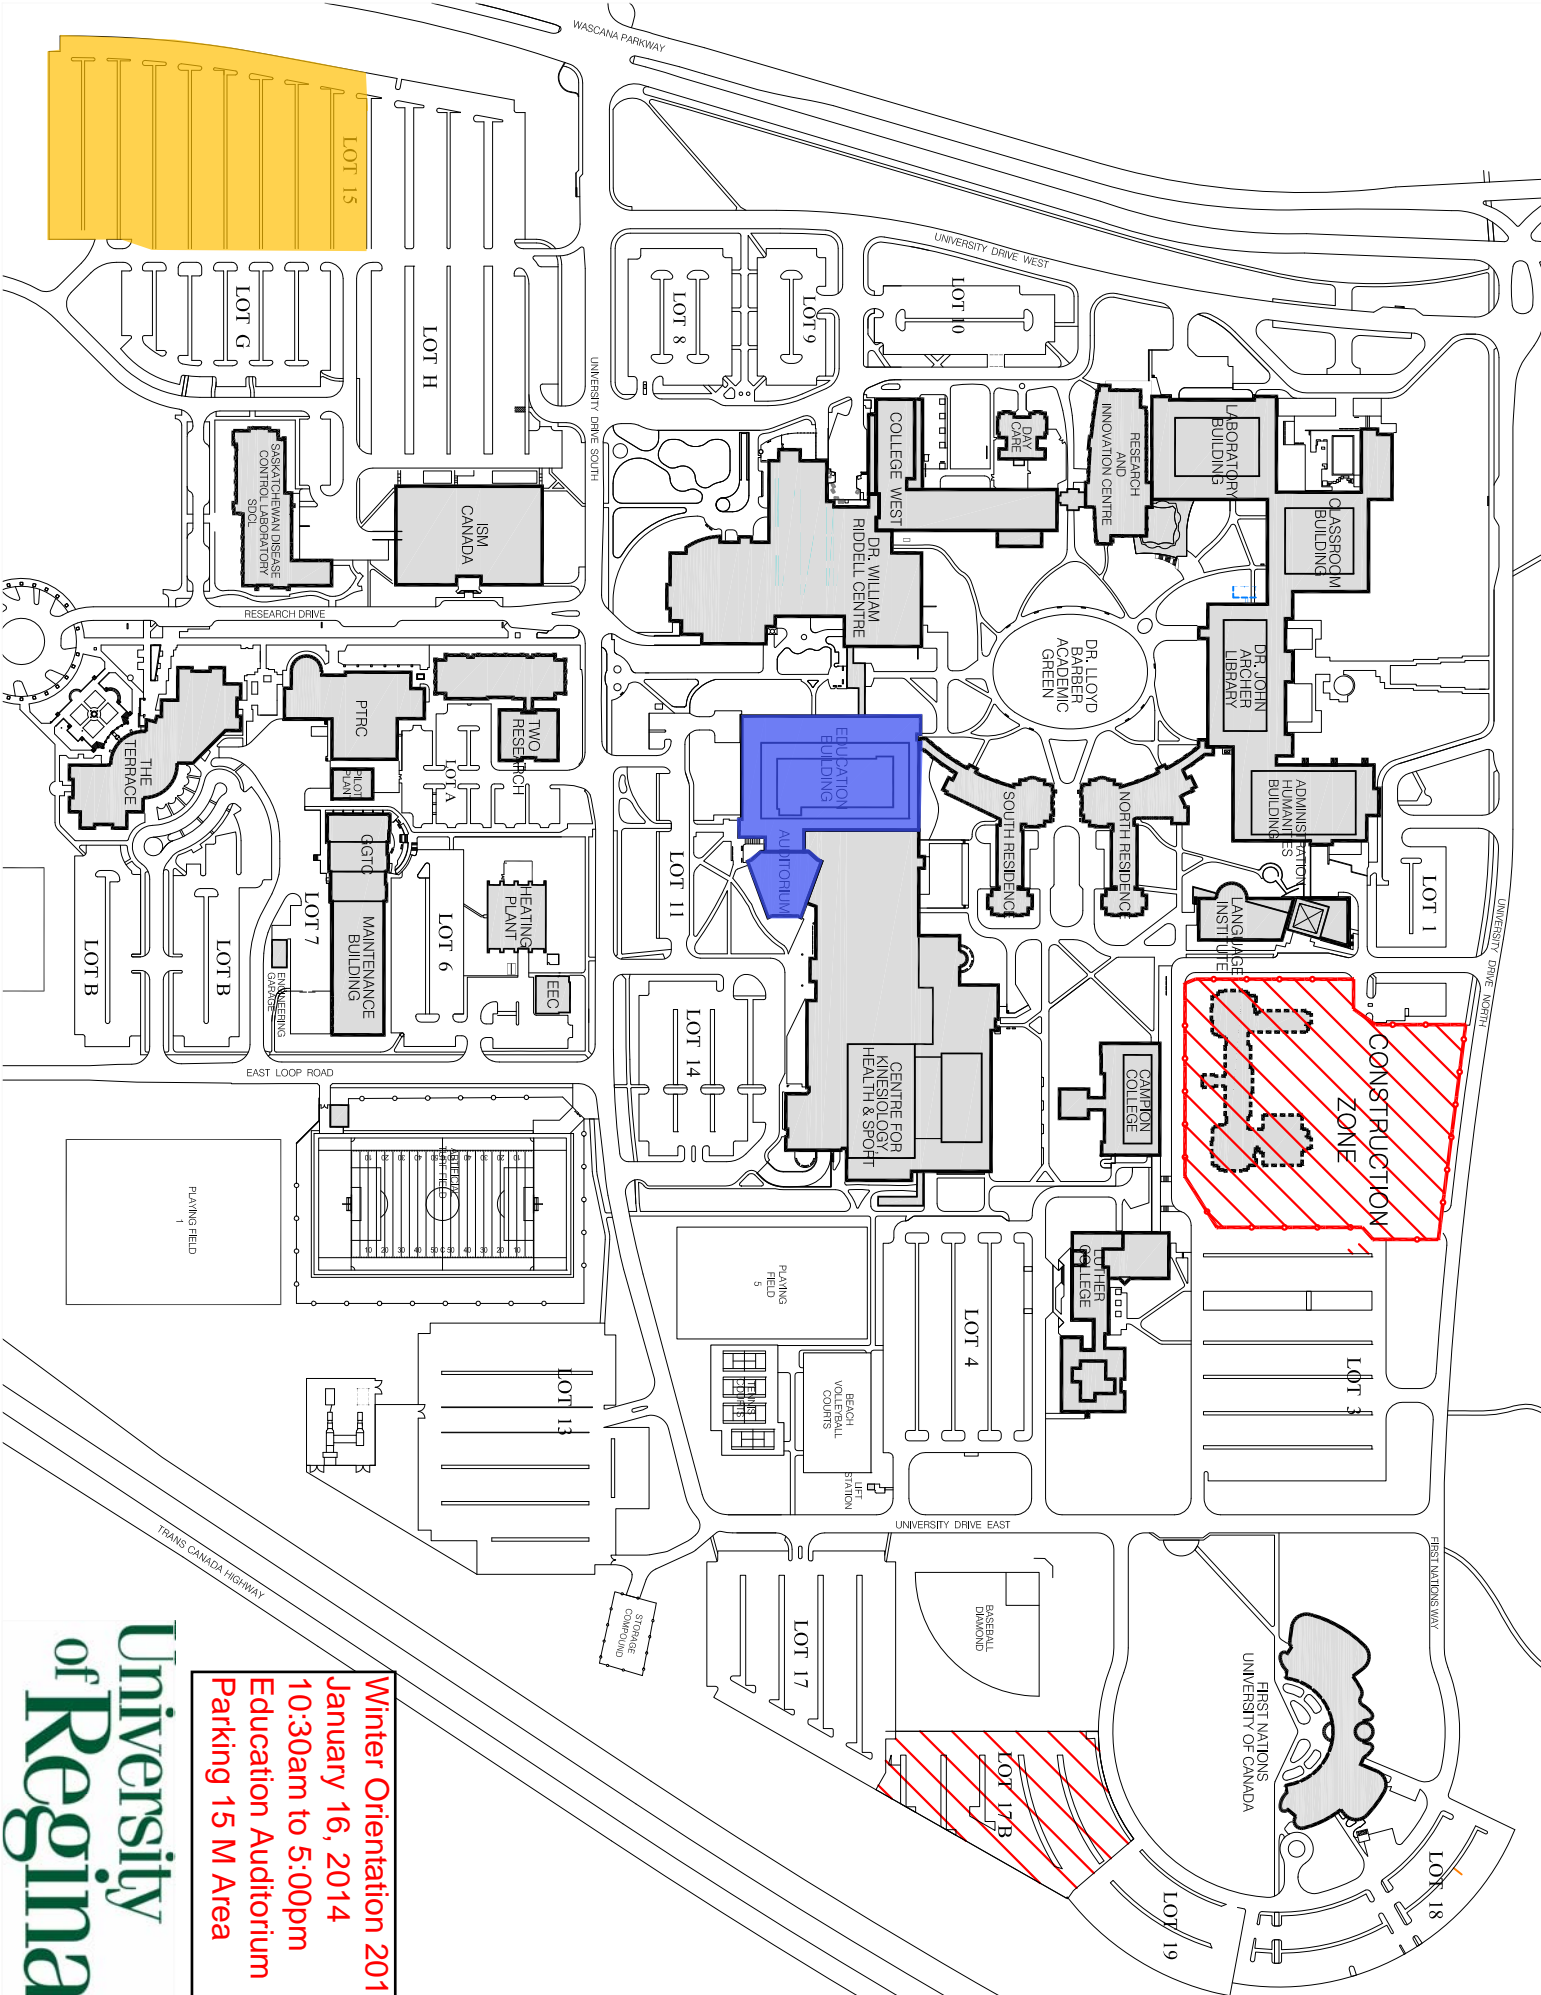 WASCANA PARKWAY
LOT 15
UNIVERSITY DRIVE WEST
LOT G
LOT H
LOT 8
LOT 9
LOT 10
UNIVERSITY DRIVE SOUTH
SASKATCHEWAN DISEASE
CONTROL LABORATORY
SDCL
ISM
CANADA
COLLEGE WEST
DAY
CARE
RESEARCH
AND
INNOVATION CENTRE
LABORATORY
BUILDING
CLASSROOM
BUILDING
DR. WILLIAM
RIDDELL CENTRE
RESEARCH DRIVE
DR. LLOYD
BARBER
ACADEMIC
GREEN
DR. JOHN
ARCHER
LIBRARY
THE
TERRACE
PTRC
PILOT
PLANT
TWO
RESEARCH
LOT A
EDUCATION
BUILDING
AUDITORIUM
SOUTH RESIDENCE
NORTH RESIDENCE
ADMINISTRATION
HUMANITIES
BUILDING
LOT 1
GGTC
MAINTENANCE
BUILDING
LOT 6
LOT 7
HEATING
PLANT
EEC
ENGINEERING
GARAGE
LOT B
LOT B
LOT 11
LANGUAGE
INSTITUTE
UNIVERSITY DRIVE NORTH
LOT 14
CENTRE FOR
KINESIOLOGY,
HEALTH & SPORT
CAMPION
COLLEGE
CONSTRUCTION
ZONE
EAST LOOP ROAD
ARTIFICIAL
TURF FIELD
PLAYING FIELD
1
PLAYING
FIELD
5
LUTHER
COLLEGE
LOT 4
LOT 3
LOT 13
TENNIS
COURTS
BEACH
VOLLEYBALL
COURTS
LIFT
STATION
UNIVERSITY DRIVE EAST
FIRST NATIONS WAY
TRANS CANADA HIGHWAY
STORAGE
COMPOUND
LOT 17
BASEBALL
DIAMOND
FIRST NATIONS
UNIVERSITY OF CANADA
LOT 17B
LOT 18
LOT 19
Winter Orientation 201
January 16, 2014
10:30am to 5:00pm
Education Auditorium
Parking 15 M Area
University
of Regina